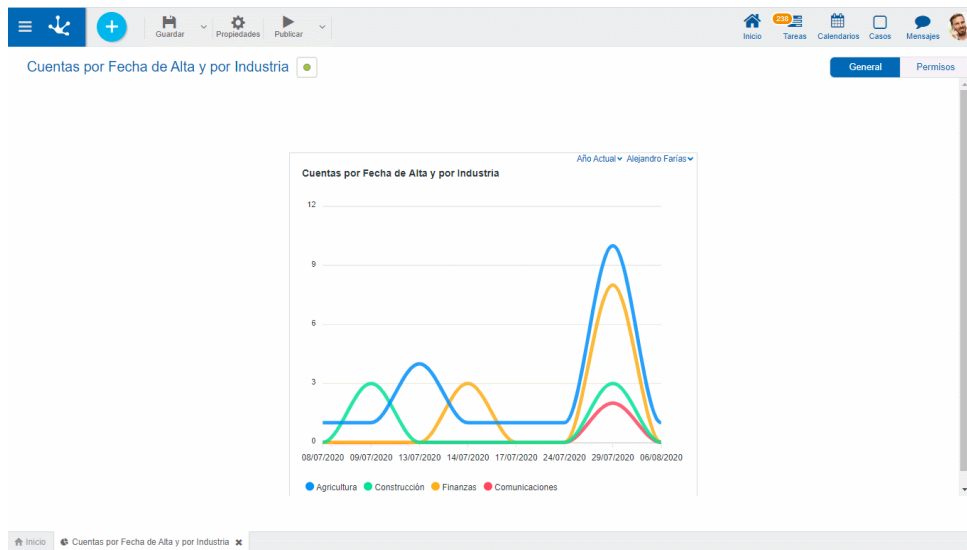 Guardar
Propiedades
Publicar
Inicio
238
Tareas
Calendarios
Casos
Mensajes
Cuentas por Fecha de Alta y por Industria
General
Permisos
Año Actual
Alejandro Farías
Cuentas por Fecha de Alta y por Industria
12
9
6
3
0
08/07/2020 09/07/2020 13/07/2020 14/07/2020 17/07/2020 24/07/2020 29/07/2020 06/08/2020
Agricultura Construcción Finanzas Comunicaciones
Inicio
Cuentas por Fecha de Alta y por Industria